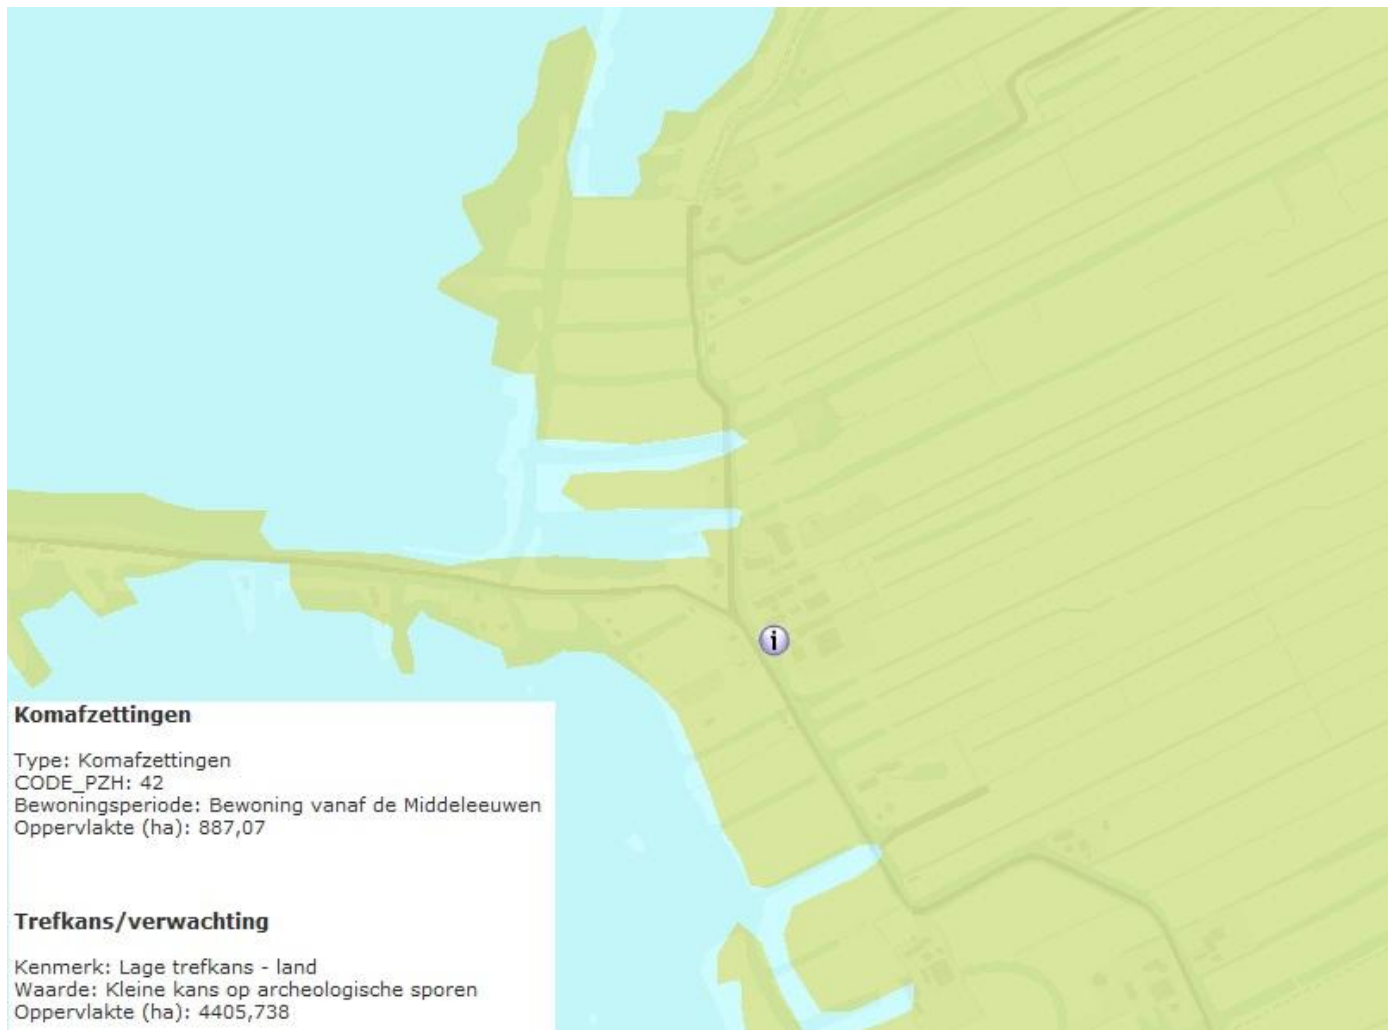 i
Komafzettingen
Type: Komafzettingen
CODE_PZH: 42
Bewoningsperiode: Bewoning vanaf de Middeleeuwen
Oppervlakte (ha): 887,07
Trefkans/verwachting
Kenmerk: Lage trefkans - land
Waarde: Kleine kans op archeologische sporen
Oppervlakte (ha): 4405,738